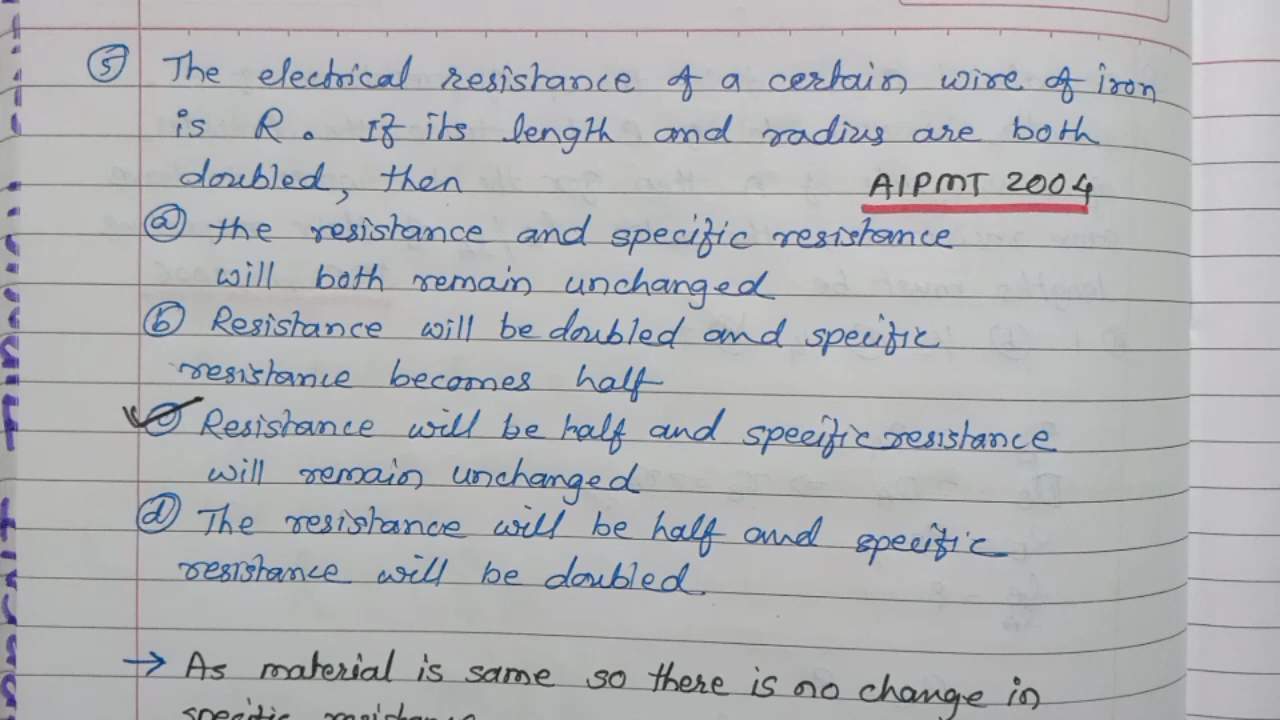 ⑤ The electrical resistance of a certain wire of iron
is R. If its length and radius are both
doubled, then
AIPMT 2004
ⓐ the resistance and specific resistance
will both remain unchanged
ⓑ Resistance will be doubled and specific
resistance becomes half
ⓒ Resistance will be half and specific resistance
will remain unchanged
ⓓ The resistance will be half and specific
resistance will be doubled
→ As material is same so there is no change in
specific resistance